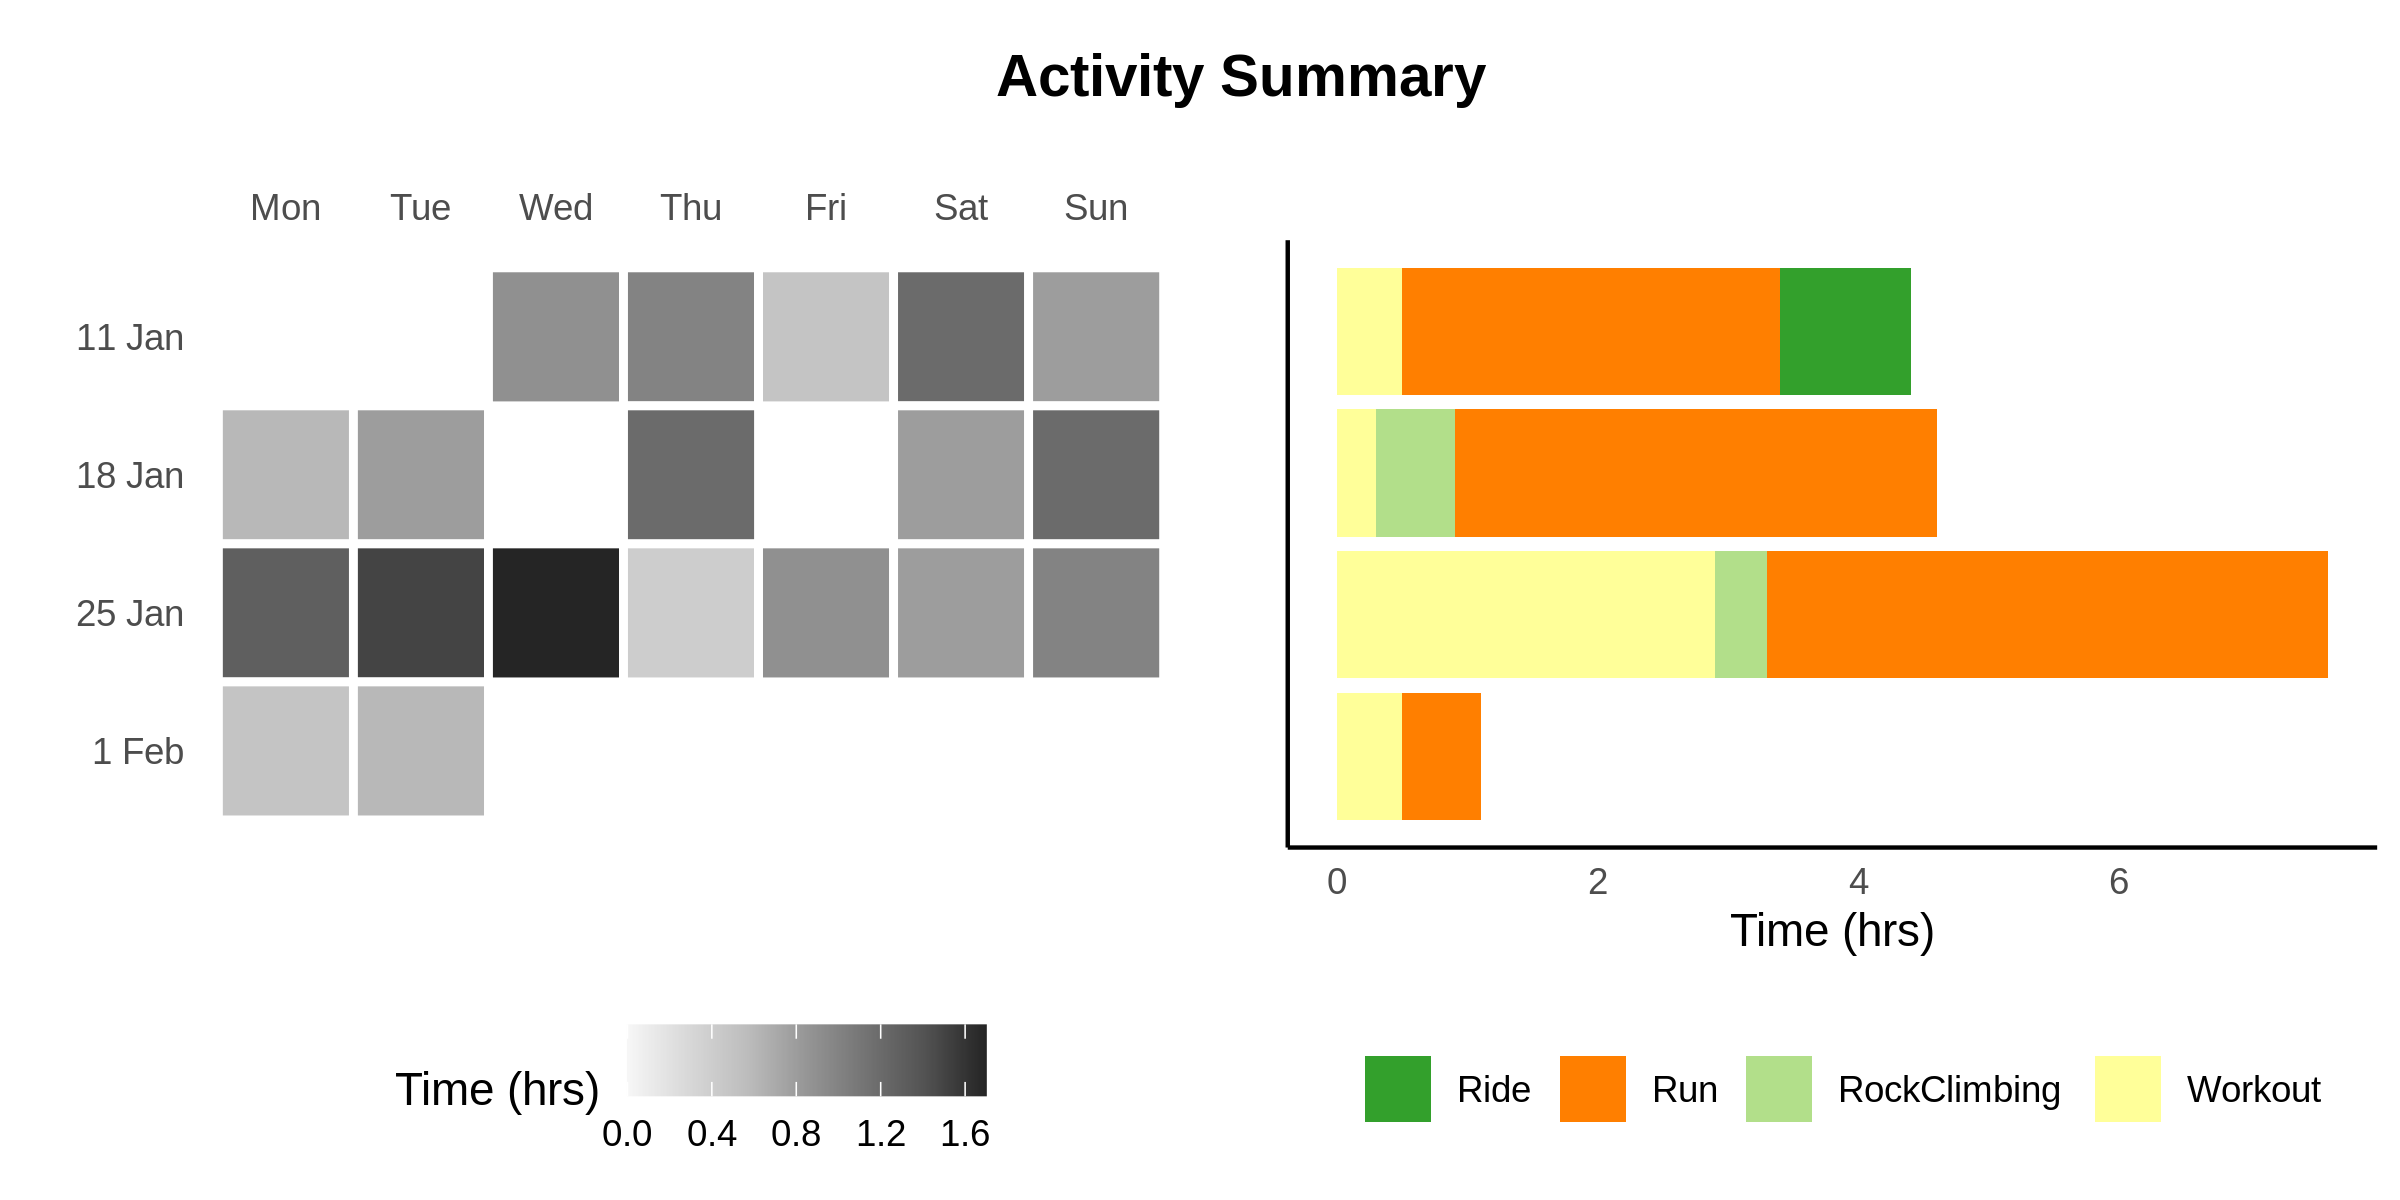 Activity Summary
Mon Tue Wed Thu Fri Sat Sun
11 Jan
18 Jan
25 Jan
1 Feb
0 2 4 6
Time (hrs)
Time (hrs)
0.0 0.4 0.8 1.2 1.6
Ride Run RockClimbing Workout